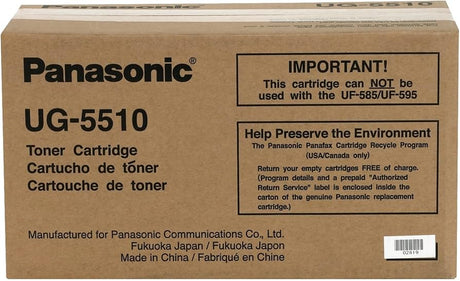 Panasonic
UG-5510
Toner Cartridge
Cartucho de tóner
Cartouche de toner
Manufactured for Panasonic Communications Co., Ltd.
Fukuoka Japan / Fukuoka Japon
Made in China / Fabriqué en Chine
IMPORTANT!
This cartridge can NOT be
used with the UF-585/UF-595
Help Preserve the Environment
The Panasonic Panafax Cartridge Recycle Program
(USA/Canada only)
Return your empty cartridges FREE of charge.
(Program details and a prepaid "Authorized
Return Service" label is enclosed inside the
carton of the genuine Panasonic replacement
cartridge.)
02419